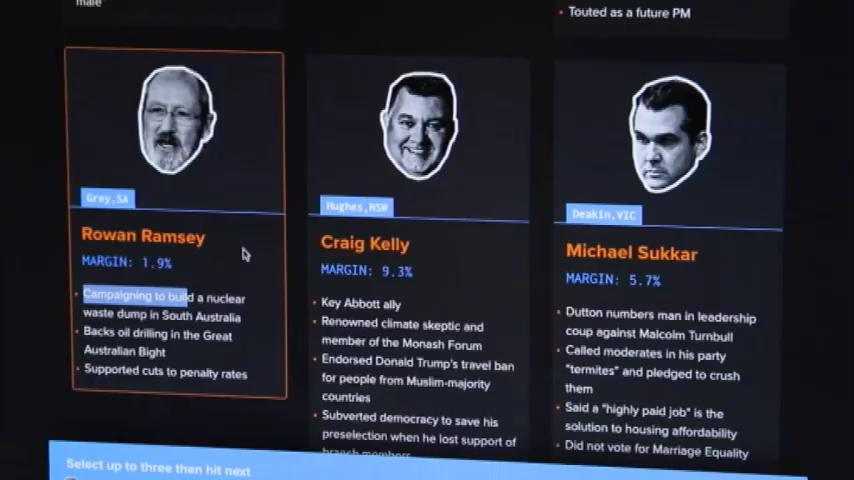 male
Touted as a future PM
Grey,SA
Rowan Ramsey
MARGIN: 1.9%
Campaigning to build a nuclear
waste dump in South Australia
Backs oil drilling in the Great
Australian Bight
Supported cuts to penalty rates
Hughes,NSW
Craig Kelly
MARGIN: 9.3%
Key Abbott ally
Renowned climate skeptic and
member of the Monash Forum
Endorsed Donald Trump's travel ban
for people from Muslim-majority
countries
Subverted democracy to save his
preselection when he lost support of
branch members
Deakin,VIC
Michael Sukkar
MARGIN: 5.7%
Dutton numbers man in leadership
coup against Malcolm Turnbull
Called moderates in his party
"termites" and pledged to crush
them
Said a "highly paid job" is the
solution to housing affordability
Did not vote for Marriage Equality
Select up to three then hit next